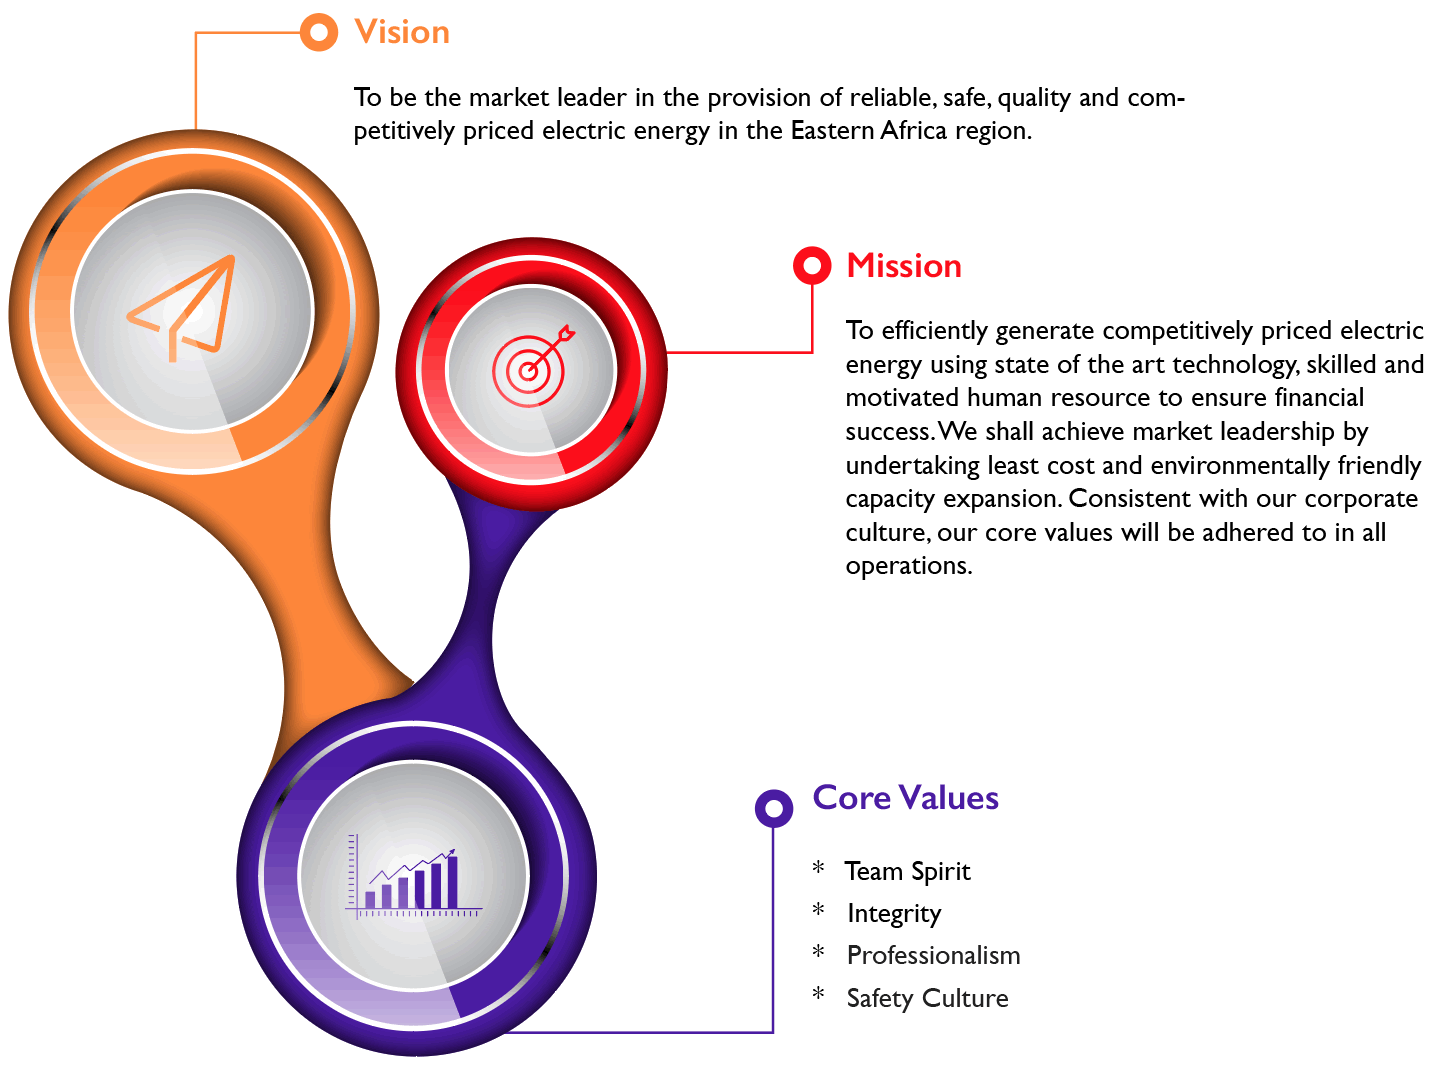 Vision
To be the market leader in the provision of reliable, safe, quality and com-
petitively priced electric energy in the Eastern Africa region.
Mission
To efficiently generate competitively priced electric
energy using state of the art technology, skilled and
motivated human resource to ensure financial
success. We shall achieve market leadership by
undertaking least cost and environmentally friendly
capacity expansion. Consistent with our corporate
culture, our core values will be adhered to in all
operations.
Core Values
* Team Spirit
* Integrity
* Professionalism
* Safety Culture